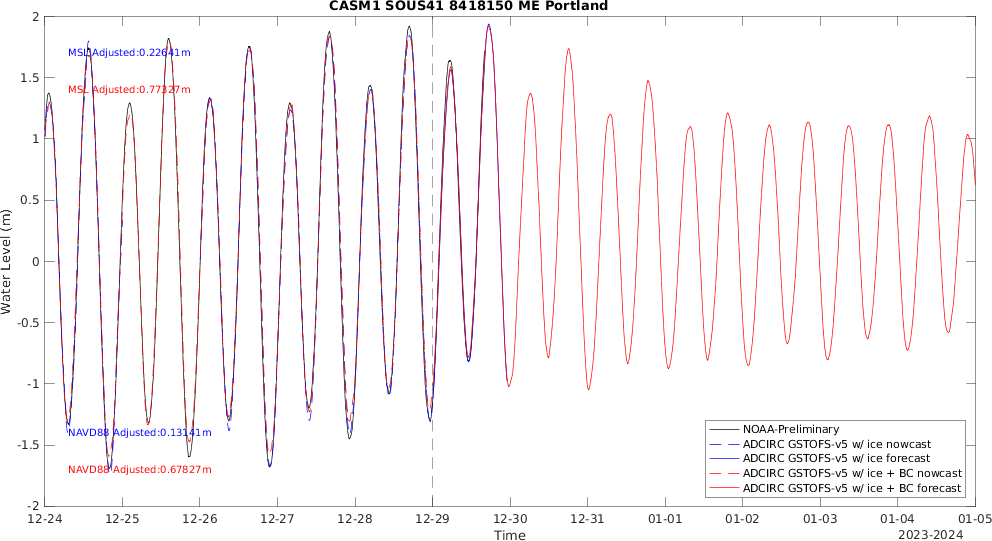 CASM1 SOUS41 8418150 ME Portland
2
1.5
1
0.5
0
-0.5
-1
-1.5
-2
Water Level (m)
MSL Adjusted:0.22641m
MSL Adjusted:0.77327m
NAVD88 Adjusted:0.13141m
NAVD88 Adjusted:0.67827m
NOAA-Preliminary
ADCIRC GSTOFS-v5 w/ ice nowcast
ADCIRC GSTOFS-v5 w/ ice forecast
ADCIRC GSTOFS-v5 w/ ice + BC nowcast
ADCIRC GSTOFS-v5 w/ ice + BC forecast
12-24 12-25 12-26 12-27 12-28 12-29 12-30 12-31 01-01 01-02 01-03 01-04 01-05
Time
2023-2024